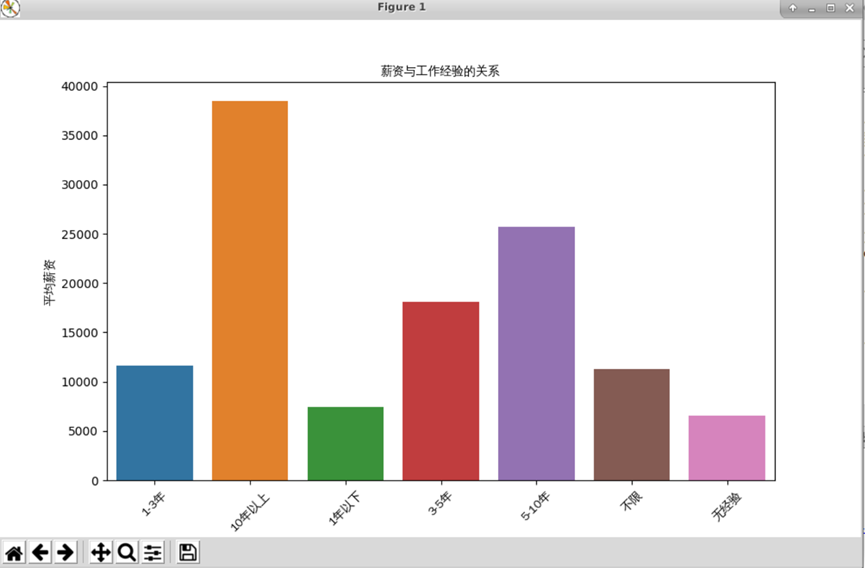 Figure 1
薪资与工作经验的关系
40000
35000
30000
25000
20000
15000
10000
5000
0
平均薪资
1-3年
10年以上
1年以下
3-5年
5-10年
不限
无经验